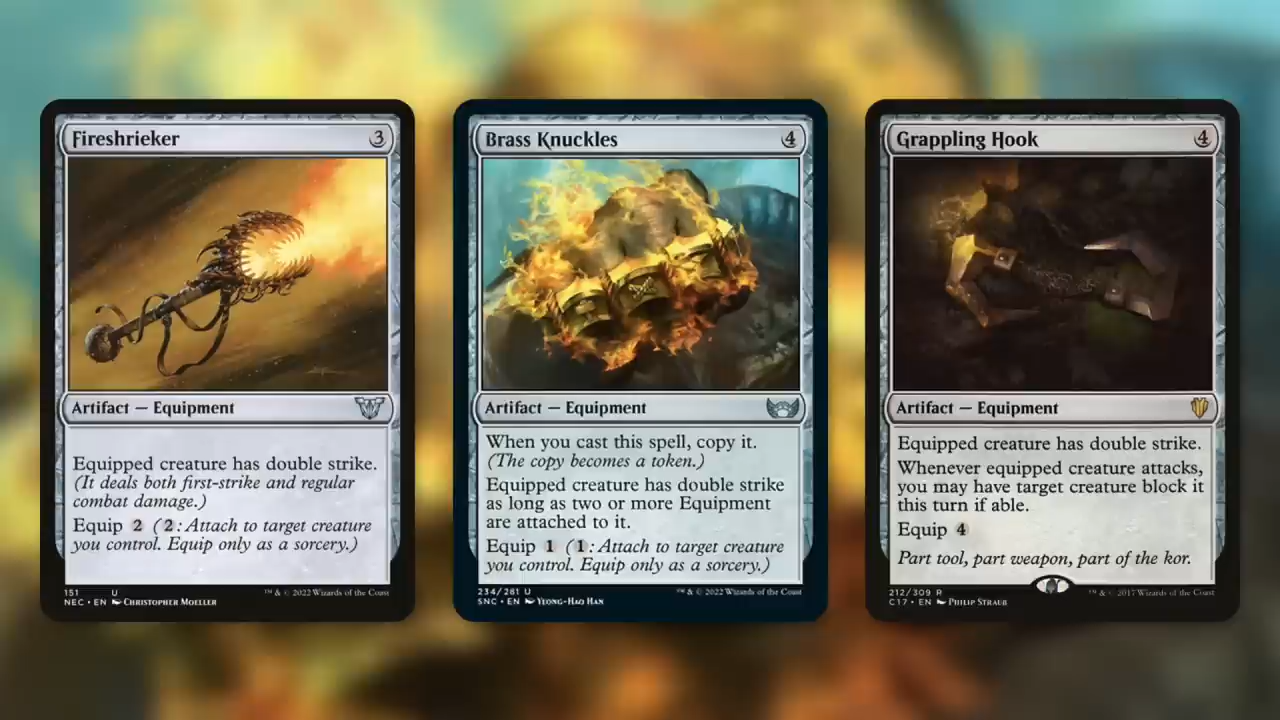 Fireshrieker 3
Artifact — Equipment
Equipped creature has double strike.
(It deals both first-strike and regular
combat damage.)
Equip 2 (2: Attach to target creature
you control. Equip only as a sorcery.)
151 U
NEC • EN Christopher Moeller
™ & © 2022 Wizards of the Coast
Brass Knuckles 4
Artifact — Equipment
When you cast this spell, copy it.
(The copy becomes a token.)
Equipped creature has double strike
as long as two or more Equipment
are attached to it.
Equip 1 (1: Attach to target creature
you control. Equip only as a sorcery.)
234/281 U
SNC • EN Yeong-Hao Han
™ & © 2022 Wizards of the Coast
Grappling Hook 4
Artifact — Equipment
Equipped creature has double strike.
Whenever equipped creature attacks,
you may have target creature block it
this turn if able.
Equip 4
Part tool, part weapon, part of the kor.
212/309 R
C17 • EN Philip Straub
™ & © 2017 Wizards of the Coast